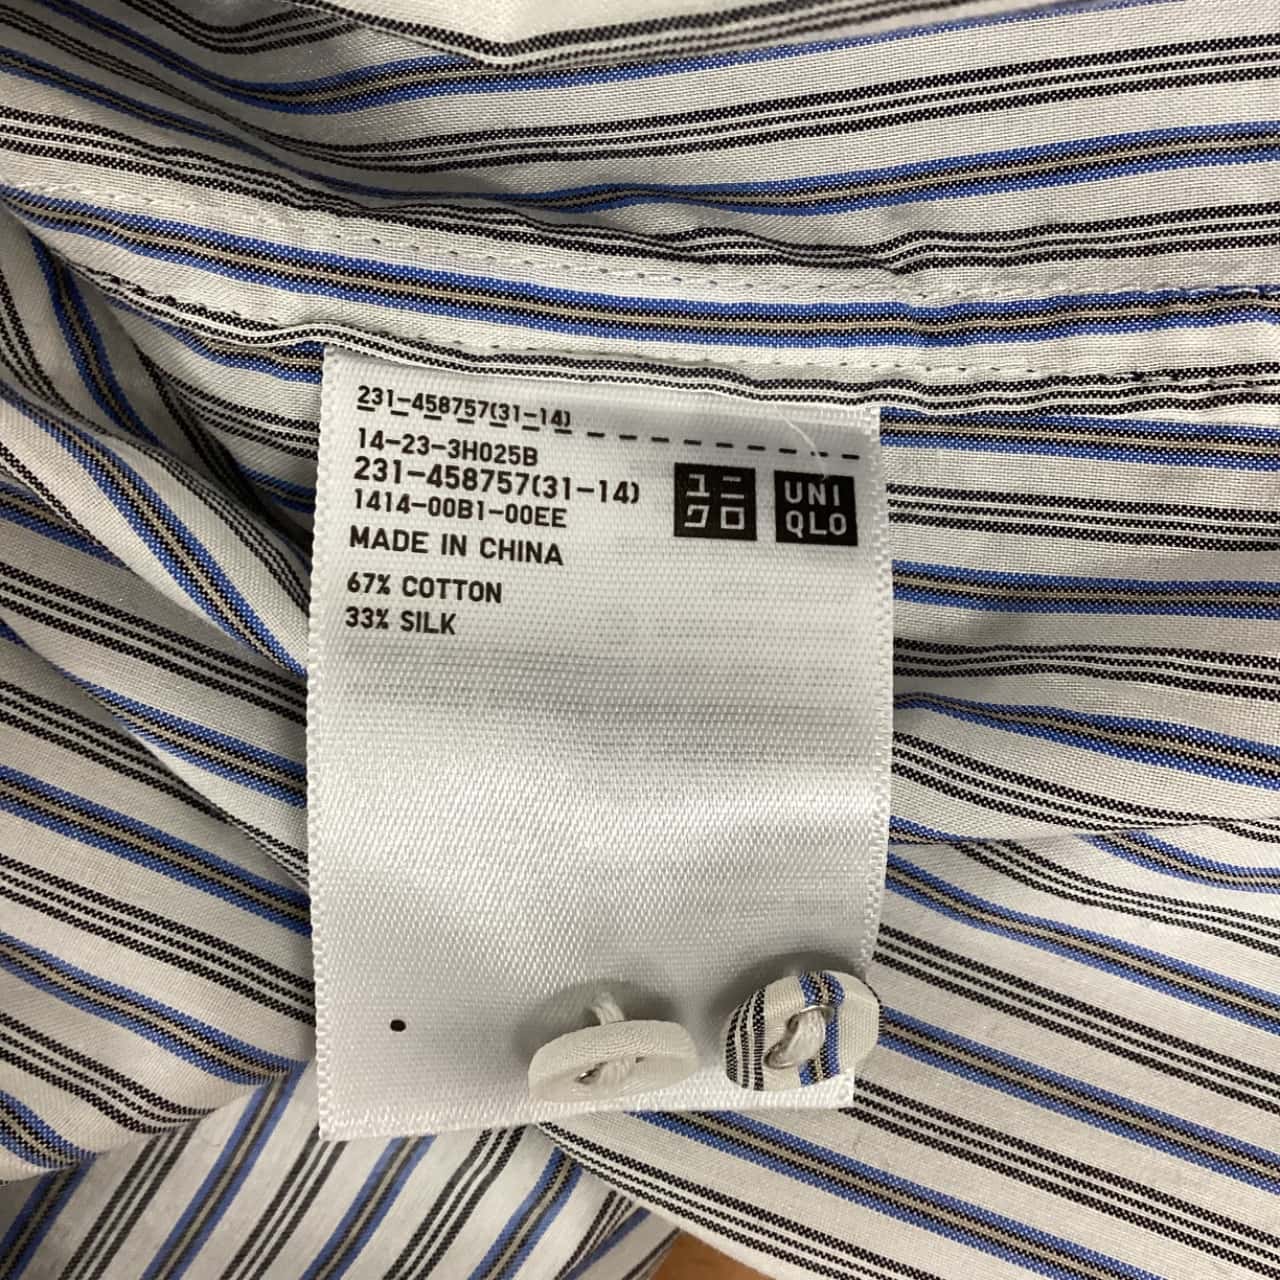 231-458757(31-14)
14-23-3H025B
231-458757(31-14)
1414-00B1-00EE
MADE IN CHINA
67% COTTON
33% SILK
ユニ
クロ
UNI
QLO